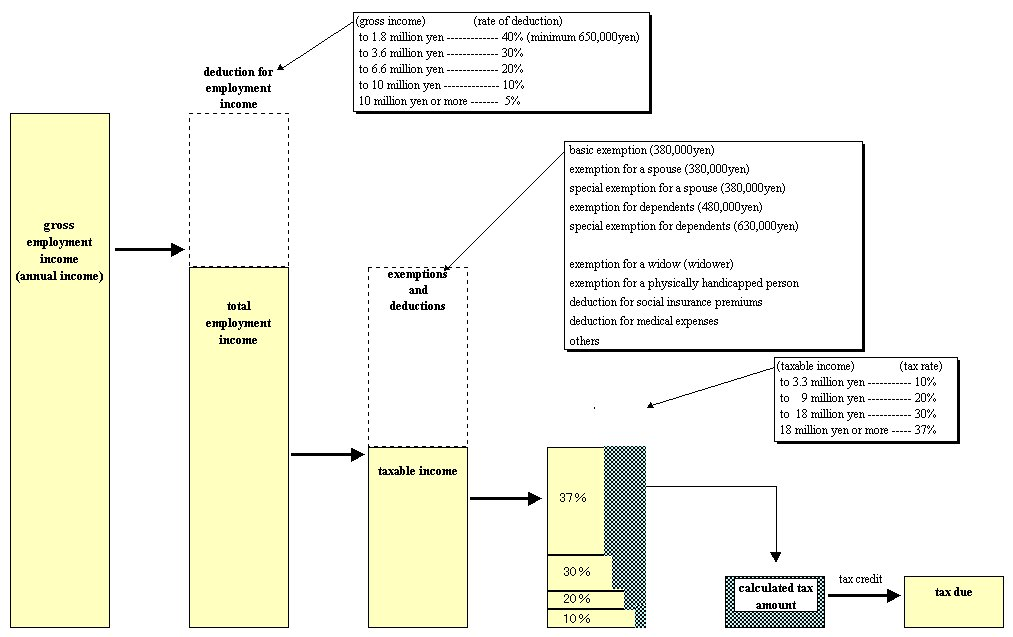 (gross income) (rate of deduction)
to 1.8 million yen ------------- 40% (minimum 650,000yen)
to 3.6 million yen ------------- 30%
to 6.6 million yen ------------- 20%
to 10 million yen -------------- 10%
10 million yen or more ------- 5%
deduction for
employment
income
basic exemption (380,000yen)
exemption for a spouse (380,000yen)
special exemption for a spouse (380,000yen)
exemption for dependents (480,000yen)
special exemption for dependents (630,000yen)
exemption for a widow (widower)
exemption for a physically handicapped person
deduction for social insurance premiums
deduction for medical expenses
others
gross
employment
income
(annual income)
total
employment
income
exemptions
and
deductions
(taxable income) (tax rate)
to 3.3 million yen ----------- 10%
to 9 million yen ----------- 20%
to 18 million yen ----------- 30%
18 million yen or more ----- 37%
taxable income
37%
30%
20%
10%
calculated tax
amount
tax credit
tax due